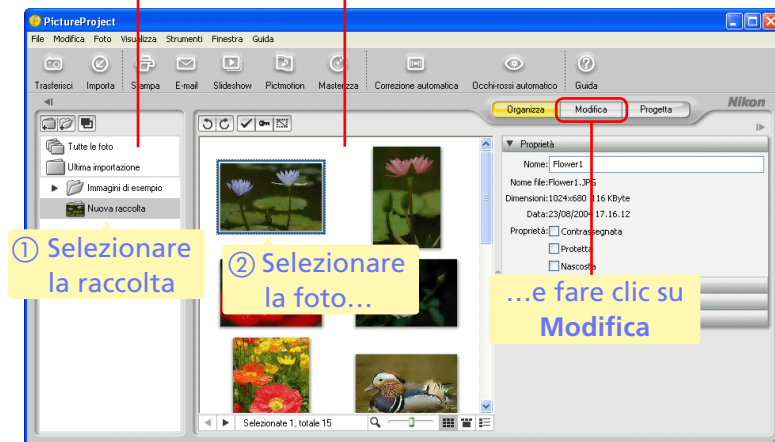 PictureProject
File Modifica Foto Visualizza Strumenti Finestra Guida
Trasferisci Importa Stampa E-mail Slideshow Pictmotion Masterizza Correzione automatica Occhi-rossi automatico Guida
Organizza Modifica Progetta Nikon
Tutte le foto
Ultima importazione
Immagini di esempio
Nuova raccolta
① Selezionare
la raccolta
② Selezionare
la foto...
Proprietà
Nome: Flower1
Nome file:Flower1.JPG
Dimensioni:1024x680 116 KByte
Data:23/08/2004 17.16.12
Proprietà: Contrassegnata
Protetta
Nascosta
...e fare clic su
Modifica
Selezionate 1, totale 15